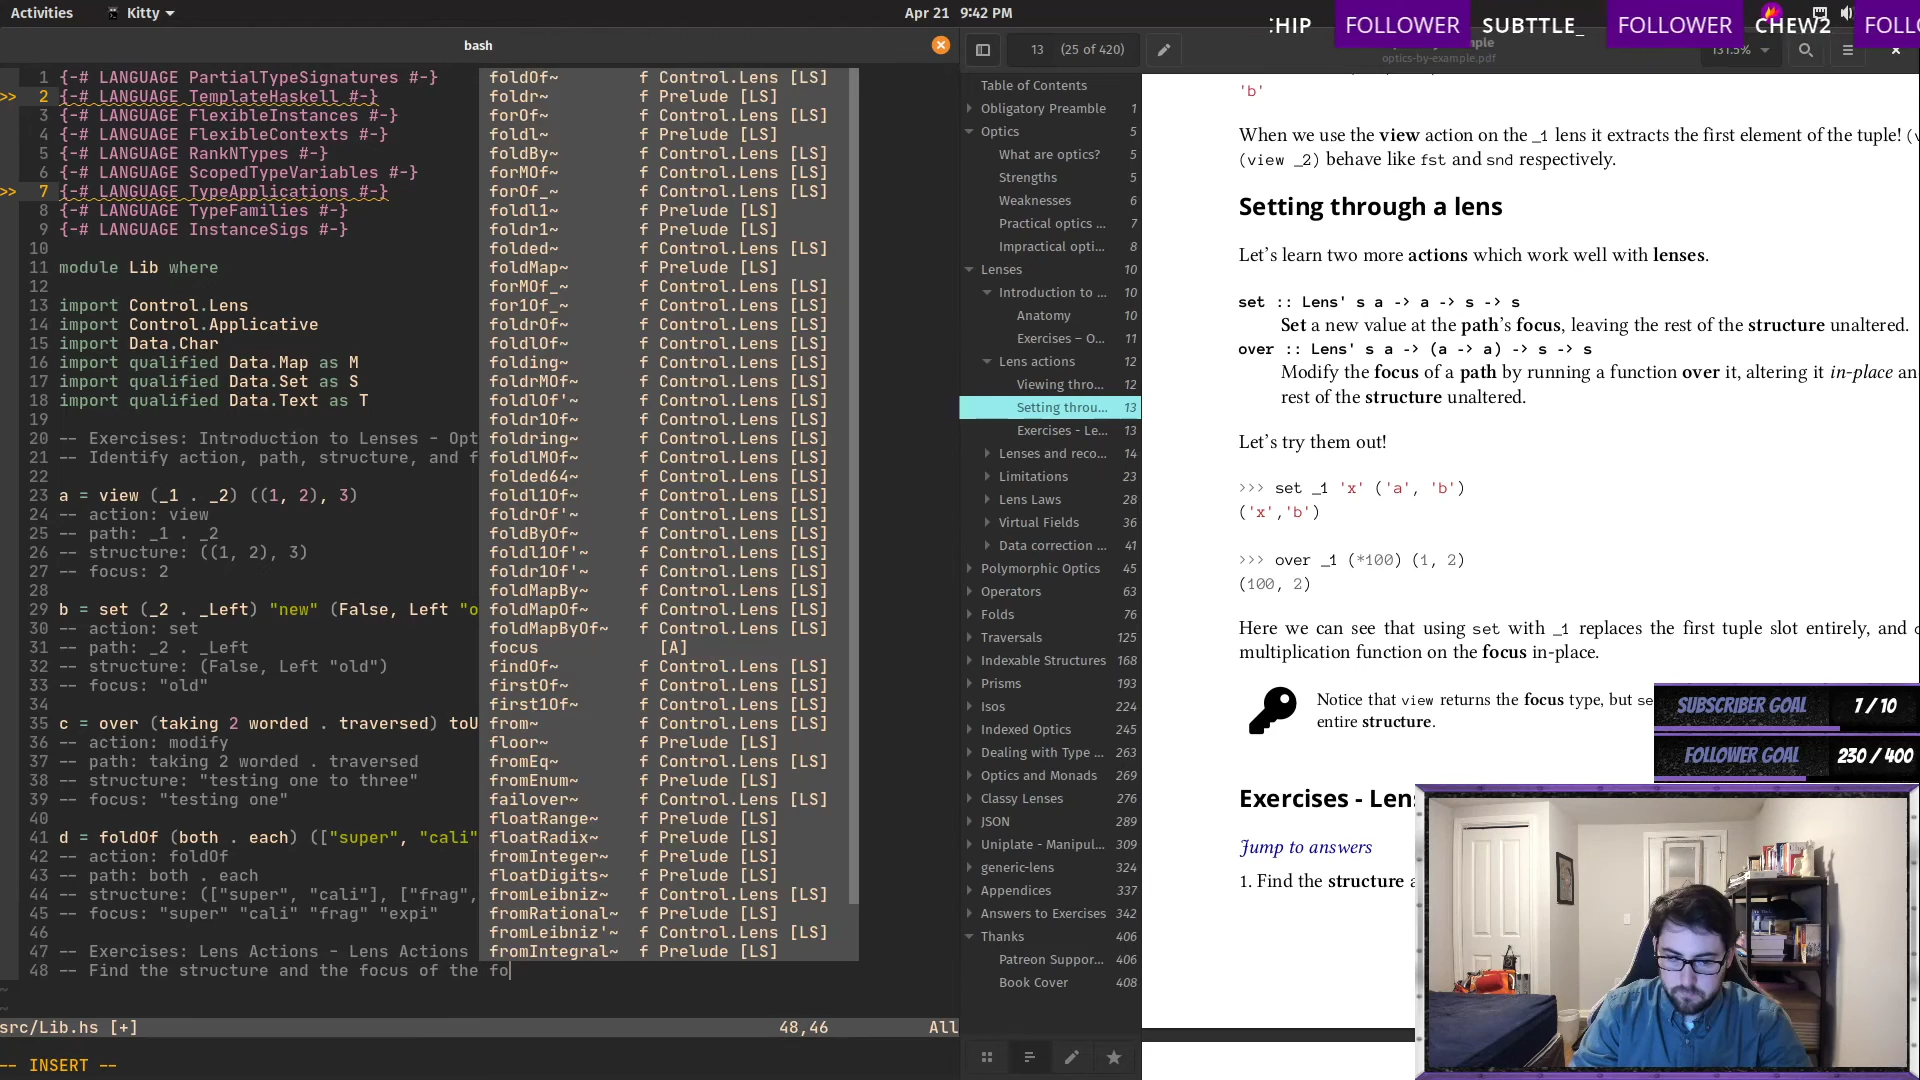 Activities
Kitty
Apr 21 9:42 PM
CHIP FOLLOWER SUBTTLE_ FOLLOWER CHEW2
bash
1 {-# LANGUAGE PartialTypeSignatures #-}
>> 2 {-# LANGUAGE TemplateHaskell #-}
3 {-# LANGUAGE FlexibleInstances #-}
4 {-# LANGUAGE FlexibleContexts #-}
5 {-# LANGUAGE RankNTypes #-}
6 {-# LANGUAGE ScopedTypeVariables #-}
>> 7 {-# LANGUAGE TypeApplications #-}
8 {-# LANGUAGE TypeFamilies #-}
9 {-# LANGUAGE InstanceSigs #-}
10
11 module Lib where
12
13 import Control.Lens
14 import Control.Applicative
15 import Data.Char
16 import qualified Data.Map as M
17 import qualified Data.Set as S
18 import qualified Data.Text as T
19
20 -- Exercises: Introduction to Lenses - Opt
21 -- Identify action, path, structure, and f
22
23 a = view (_1 . _2) ((1, 2), 3)
24 -- action: view
25 -- path: _1 . _2
26 -- structure: ((1, 2), 3)
27 -- focus: 2
28
29 b = set (_2 . _Left) "new" (False, Left "o
30 -- action: set
31 -- path: _2 . _Left
32 -- structure: (False, Left "old")
33 -- focus: "old"
34
35 c = over (taking 2 worded . traversed) toU
36 -- action: modify
37 -- path: taking 2 worded . traversed
38 -- structure: "testing one to three"
39 -- focus: "testing one"
40
41 d = foldOf (both . each) (["super", "cali"
42 -- action: foldOf
43 -- path: both . each
44 -- structure: (["super", "cali"], ["frag",
45 -- focus: "super" "cali" "frag" "expi"
46
47 -- Exercises: Lens Actions - Lens Actions
48 -- Find the structure and the focus of the fo
~
~
src/Lib.hs [+] 48,46 All
-- INSERT --
foldOf~ f Control.Lens [LS]
foldr~ f Prelude [LS]
forOf~ f Control.Lens [LS]
foldl~ f Prelude [LS]
foldBy~ f Control.Lens [LS]
forMOf~ f Control.Lens [LS]
forOf_~ f Control.Lens [LS]
foldl1~ f Prelude [LS]
foldr1~ f Prelude [LS]
folded~ f Control.Lens [LS]
foldMap~ f Prelude [LS]
forMOf_~ f Control.Lens [LS]
for1Of_~ f Control.Lens [LS]
foldrOf~ f Control.Lens [LS]
foldlOf~ f Control.Lens [LS]
folding~ f Control.Lens [LS]
foldrMOf~ f Control.Lens [LS]
foldlOf'~ f Control.Lens [LS]
foldr1Of~ f Control.Lens [LS]
foldring~ f Control.Lens [LS]
foldlMOf~ f Control.Lens [LS]
folded64~ f Control.Lens [LS]
foldl1Of~ f Control.Lens [LS]
foldrOf'~ f Control.Lens [LS]
foldByOf~ f Control.Lens [LS]
foldl1Of'~ f Control.Lens [LS]
foldr1Of'~ f Control.Lens [LS]
foldMapBy~ f Control.Lens [LS]
foldMapOf~ f Control.Lens [LS]
foldMapByOf~ f Control.Lens [LS]
focus [A]
findOf~ f Control.Lens [LS]
firstOf~ f Control.Lens [LS]
first1Of~ f Control.Lens [LS]
from~ f Control.Lens [LS]
floor~ f Prelude [LS]
fromEq~ f Control.Lens [LS]
fromEnum~ f Prelude [LS]
failover~ f Control.Lens [LS]
floatRange~ f Prelude [LS]
floatRadix~ f Prelude [LS]
fromInteger~ f Prelude [LS]
floatDigits~ f Prelude [LS]
fromLeibniz~ f Control.Lens [LS]
fromRational~ f Prelude [LS]
fromLeibniz'~ f Control.Lens [LS]
fromIntegral~ f Prelude [LS]
13 (25 of 420)
optics-by-example.pdf
131.5%
Table of Contents
Obligatory Preamble 1
Optics 5
What are optics? 5
Strengths 5
Weaknesses 6
Practical optics ... 7
Impractical opti... 8
Lenses 10
Introduction to ... 10
Anatomy 10
Exercises – O... 11
Lens actions 12
Viewing thro... 12
Setting throu... 13
Exercises - Le... 13
Lenses and reco... 14
Limitations 23
Lens Laws 28
Virtual Fields 36
Data correction ... 41
Polymorphic Optics 45
Operators 63
Folds 76
Traversals 125
Indexable Structures 168
Prisms 193
Isos 224
Indexed Optics 245
Dealing with Type ... 263
Optics and Monads 269
Classy Lenses 276
JSON 289
Uniplate - Manipul... 309
generic-lens 324
Appendices 337
Answers to Exercises 342
Thanks 406
Patreon Suppor... 406
Book Cover 408
'b'
When we use the view action on the _1 lens it extracts the first element of the tuple! (
(view _2) behave like fst and snd respectively.
Setting through a lens
Let's learn two more actions which work well with lenses.
set :: Lens' s a -> a -> s -> s
Set a new value at the path's focus, leaving the rest of the structure unaltered.
over :: Lens' s a -> (a -> a) -> s -> s
Modify the focus of a path by running a function over it, altering it in-place an
rest of the structure unaltered.
Let's try them out!
>>> set _1 'x' ('a', 'b')
('x','b')
>>> over _1 (*100) (1, 2)
(100, 2)
Here we can see that using set with _1 replaces the first tuple slot entirely, and
multiplication function on the focus in-place.
Notice that view returns the focus type, but se
entire structure.
Exercises - Len
Jump to answers
1. Find the structure a
SUBSCRIBER GOAL 7 / 10
FOLLOWER GOAL 230 / 400